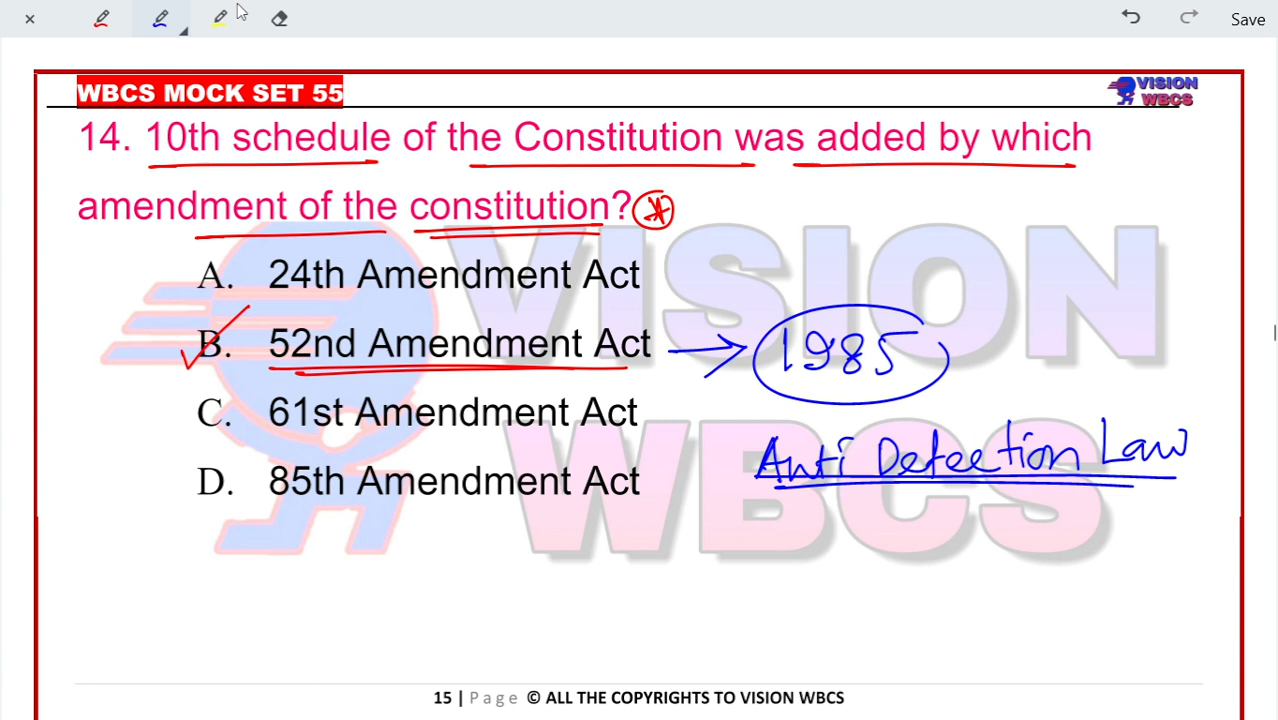 Save
WBCS MOCK SET 55
VISION
WBCS
14. 10th schedule of the Constitution was added by which
amendment of the constitution?
A. 24th Amendment Act
B. 52nd Amendment Act → 1985
C. 61st Amendment Act
Anti Defection Law
D. 85th Amendment Act
VISION
WBCS
15 | Page © ALL THE COPYRIGHTS TO VISION WBCS